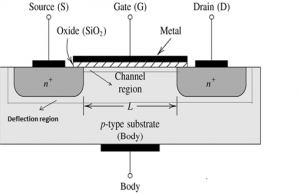 Source (S)
Gate (G)
Drain (D)
Oxide (SiO₂)
Metal
n⁺
Channel
region
n⁺
L
Deflection region
p-type substrate
(Body)
Body